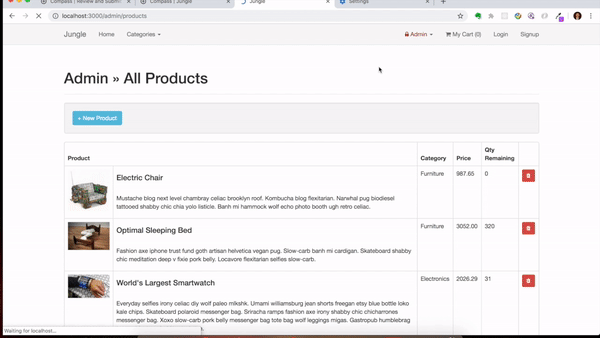 Compass | Review and Submit
Compass | Jungle
Jungle
Settings
localhost:3000/admin/products
Jungle Home Categories Admin My Cart (0) Login Signup
Admin » All Products
+ New Product
Product Category Price Qty Remaining
Electric Chair Furniture 987.65 0
Mustache blog next level chambray celiac brooklyn roof. Kombucha blog flexitarian. Narwhal pug biodiesel
tattooed shabby chic chia yolo listicle. Banh mi hammock wolf echo photo booth ugh retro celiac.
Optimal Sleeping Bed Furniture 3052.00 320
Fashion axe iphone trust fund goth artisan helvetica vegan pug. Slow-carb banh mi cardigan. Skateboard shabby
chic meditation deep v fixie pork belly. Locavore flexitarian selfies slow-carb.
World's Largest Smartwatch Electronics 2026.29 31
Everyday selfies irony celiac diy wolf paleo mlkshk. Umami williamsburg jean shorts freegan etsy blue bottle loko
kale chips. Skateboard polaroid messenger bag. Sriracha ramps fashion axe irony shabby chic chicharrones
messenger bag. Xoxo slow-carb pork belly messenger bag tote bag wolf leggings migas. Gastropub humblebrag
Waiting for localhost...